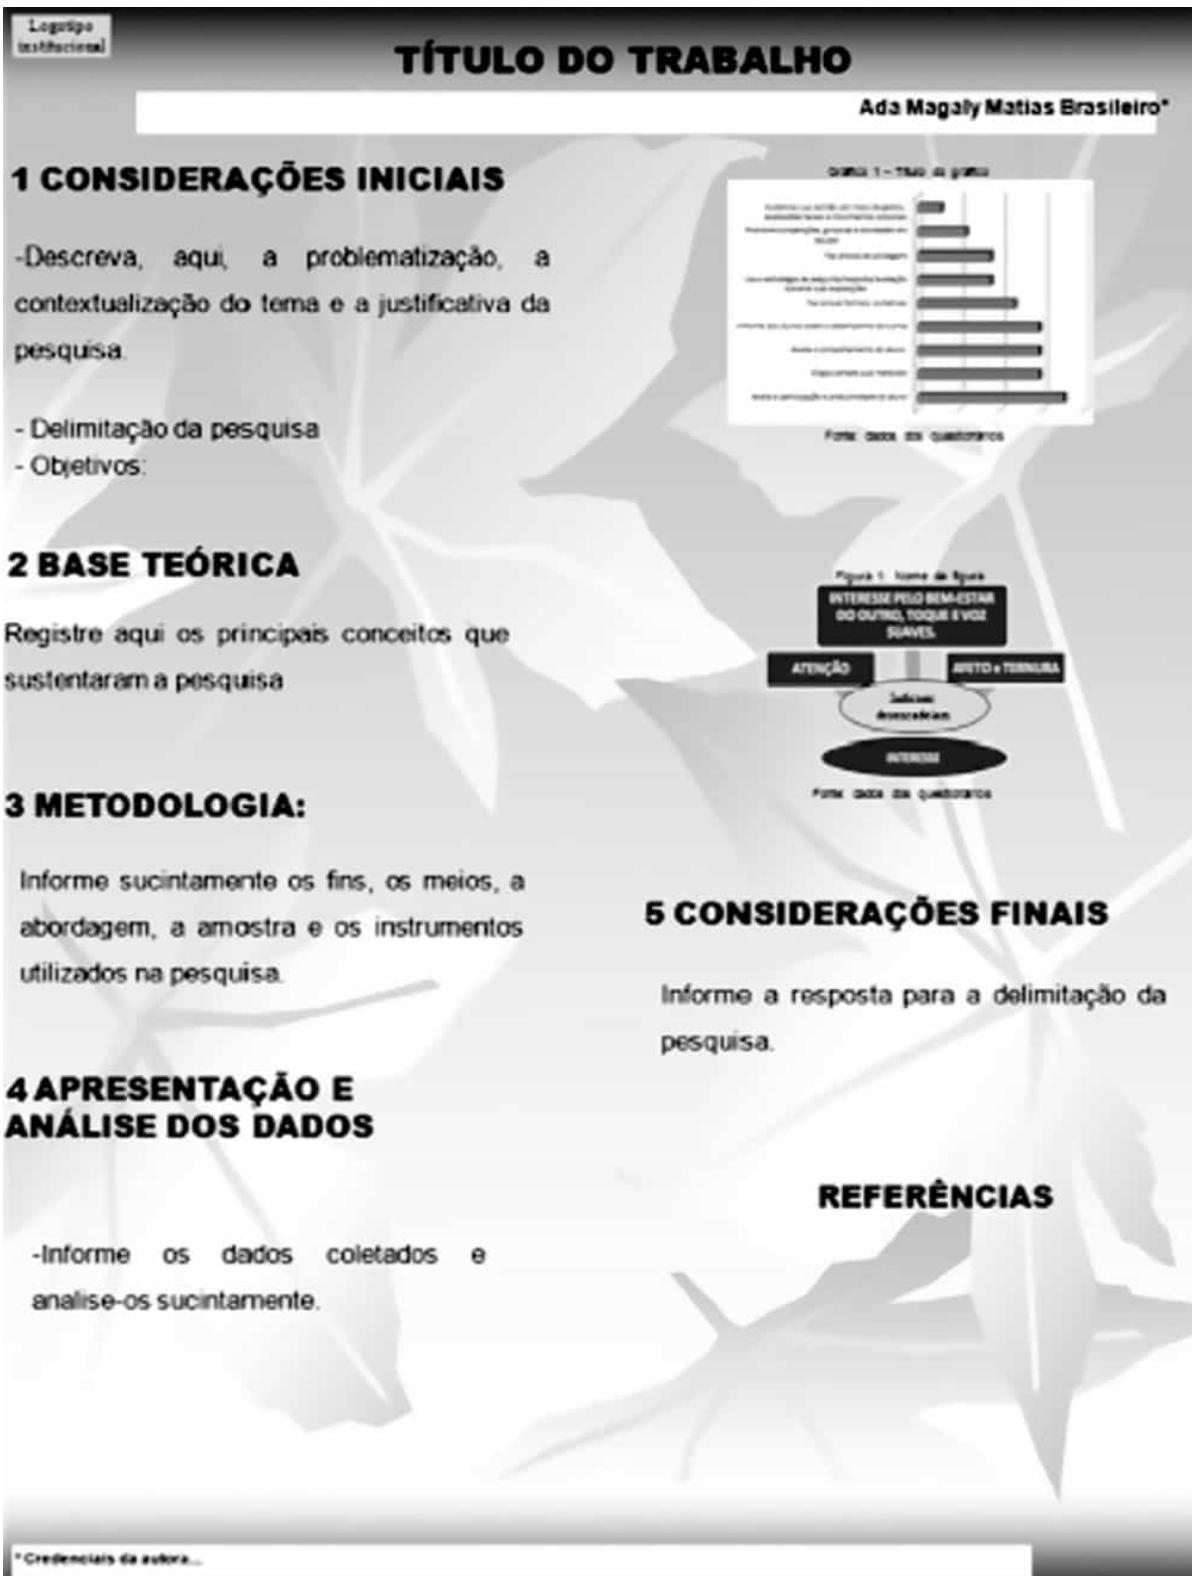 Logotipo
institucional
TÍTULO DO TRABALHO
Ada Magaly Matias Brasileiro*
1 CONSIDERAÇÕES INICIAIS
-Descreva, aqui, a problematização, a
contextualização do tema e a justificativa da
pesquisa.
- Delimitação da pesquisa
- Objetivos:
2 BASE TEÓRICA
Registre aqui os principais conceitos que
sustentaram a pesquisa
3 METODOLOGIA:
Informe sucintamente os fins, os meios, a
abordagem, a amostra e os instrumentos
utilizados na pesquisa.
4 APRESENTAÇÃO E
ANÁLISE DOS DADOS
-Informe os dados coletados e
analise-os sucintamente.
Gráfico 1 – Título do gráfico
Fonte: dados dos questionários
Figura 1: Nome da figura
INTERESSE PELO BEM-ESTAR
DO OUTRO, TOQUE E VOZ
SUAVES.
ATENÇÃO
AFETO e TERNURA
desencadeiam
INTERESSE
Fonte: dados dos questionários
5 CONSIDERAÇÕES FINAIS
Informe a resposta para a delimitação da
pesquisa.
REFERÊNCIAS
* Credenciais da autora...